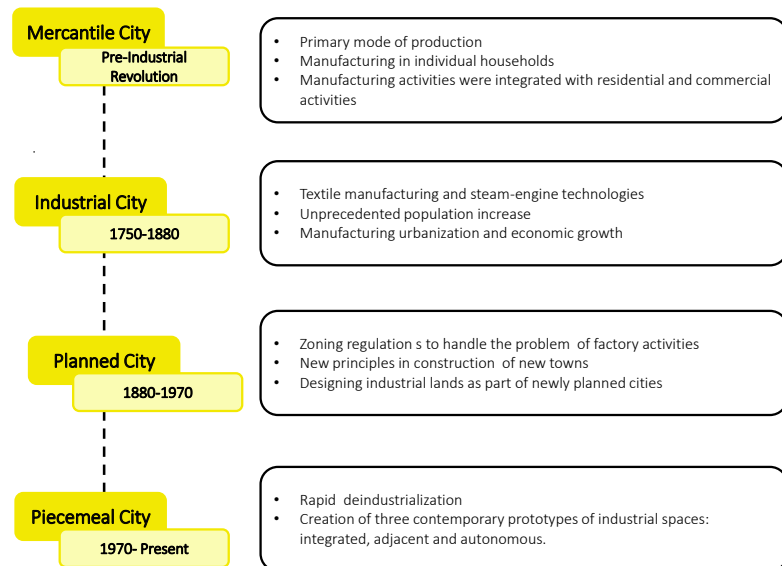 Mercantile City
Pre-Industrial
Revolution
• Primary mode of production
• Manufacturing in individual households
• Manufacturing activities were integrated with residential and commercial
activities
Industrial City
1750-1880
• Textile manufacturing and steam-engine technologies
• Unprecedented population increase
• Manufacturing urbanization and economic growth
Planned City
1880-1970
• Zoning regulation s to handle the problem of factory activities
• New principles in construction of new towns
• Designing industrial lands as part of newly planned cities
Piecemeal City
1970- Present
• Rapid deindustrialization
• Creation of three contemporary prototypes of industrial spaces:
integrated, adjacent and autonomous.